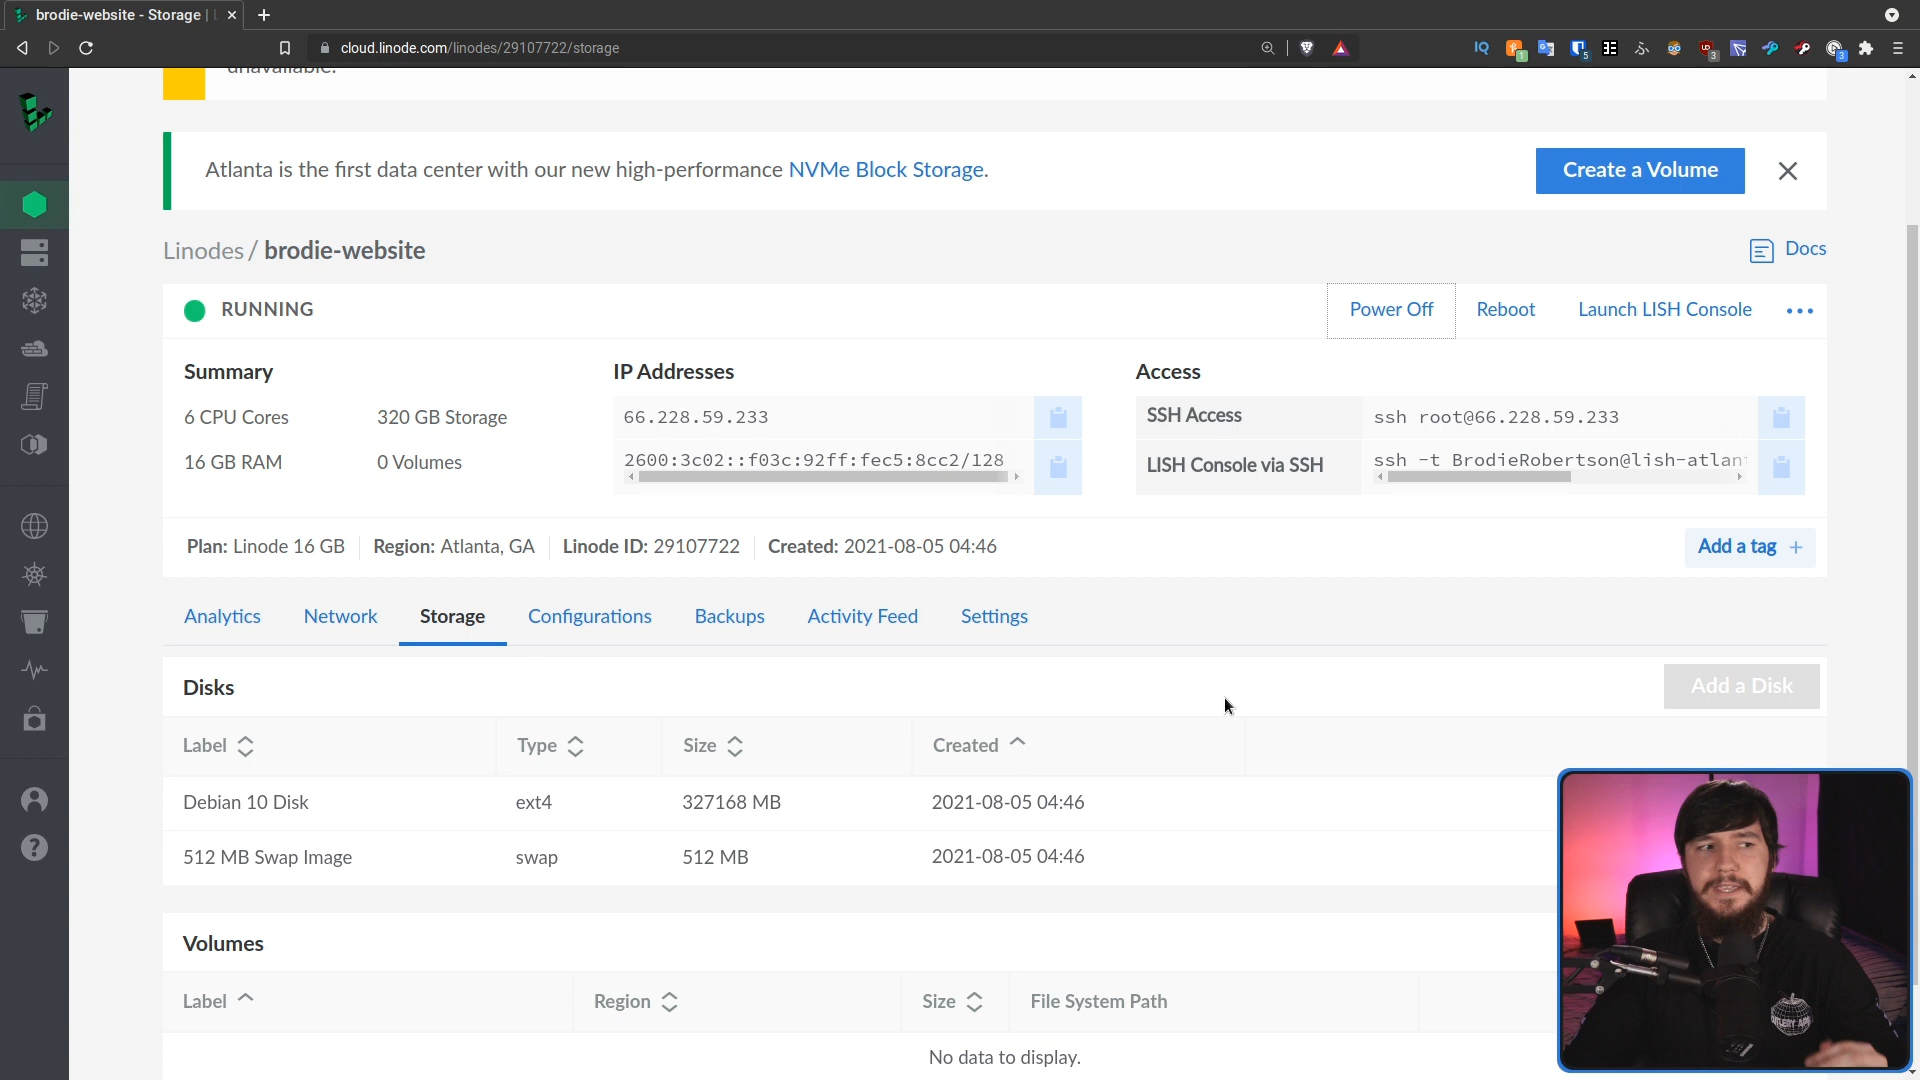 brodie-website - Storage |
cloud.linode.com/linodes/29107722/storage
IQ
1
5
3
3
unavailable.
Atlanta is the first data center with our new high-performance NVMe Block Storage.
Create a Volume
Linodes / brodie-website
Docs
RUNNING
Power Off
Reboot
Launch LISH Console
Summary
IP Addresses
Access
6 CPU Cores
320 GB Storage
66.228.59.233
SSH Access
ssh root@66.228.59.233
16 GB RAM
0 Volumes
2600:3c02::f03c:92ff:fec5:8cc2/128
LISH Console via SSH
ssh -t BrodieRobertson@lish-atlan
Plan: Linode 16 GB
Region: Atlanta, GA
Linode ID: 29107722
Created: 2021-08-05 04:46
Add a tag +
Analytics
Network
Storage
Configurations
Backups
Activity Feed
Settings
Disks
Add a Disk
Label
Type
Size
Created
Debian 10 Disk
ext4
327168 MB
2021-08-05 04:46
512 MB Swap Image
swap
512 MB
2021-08-05 04:46
Volumes
Label
Region
Size
File System Path
No data to display.